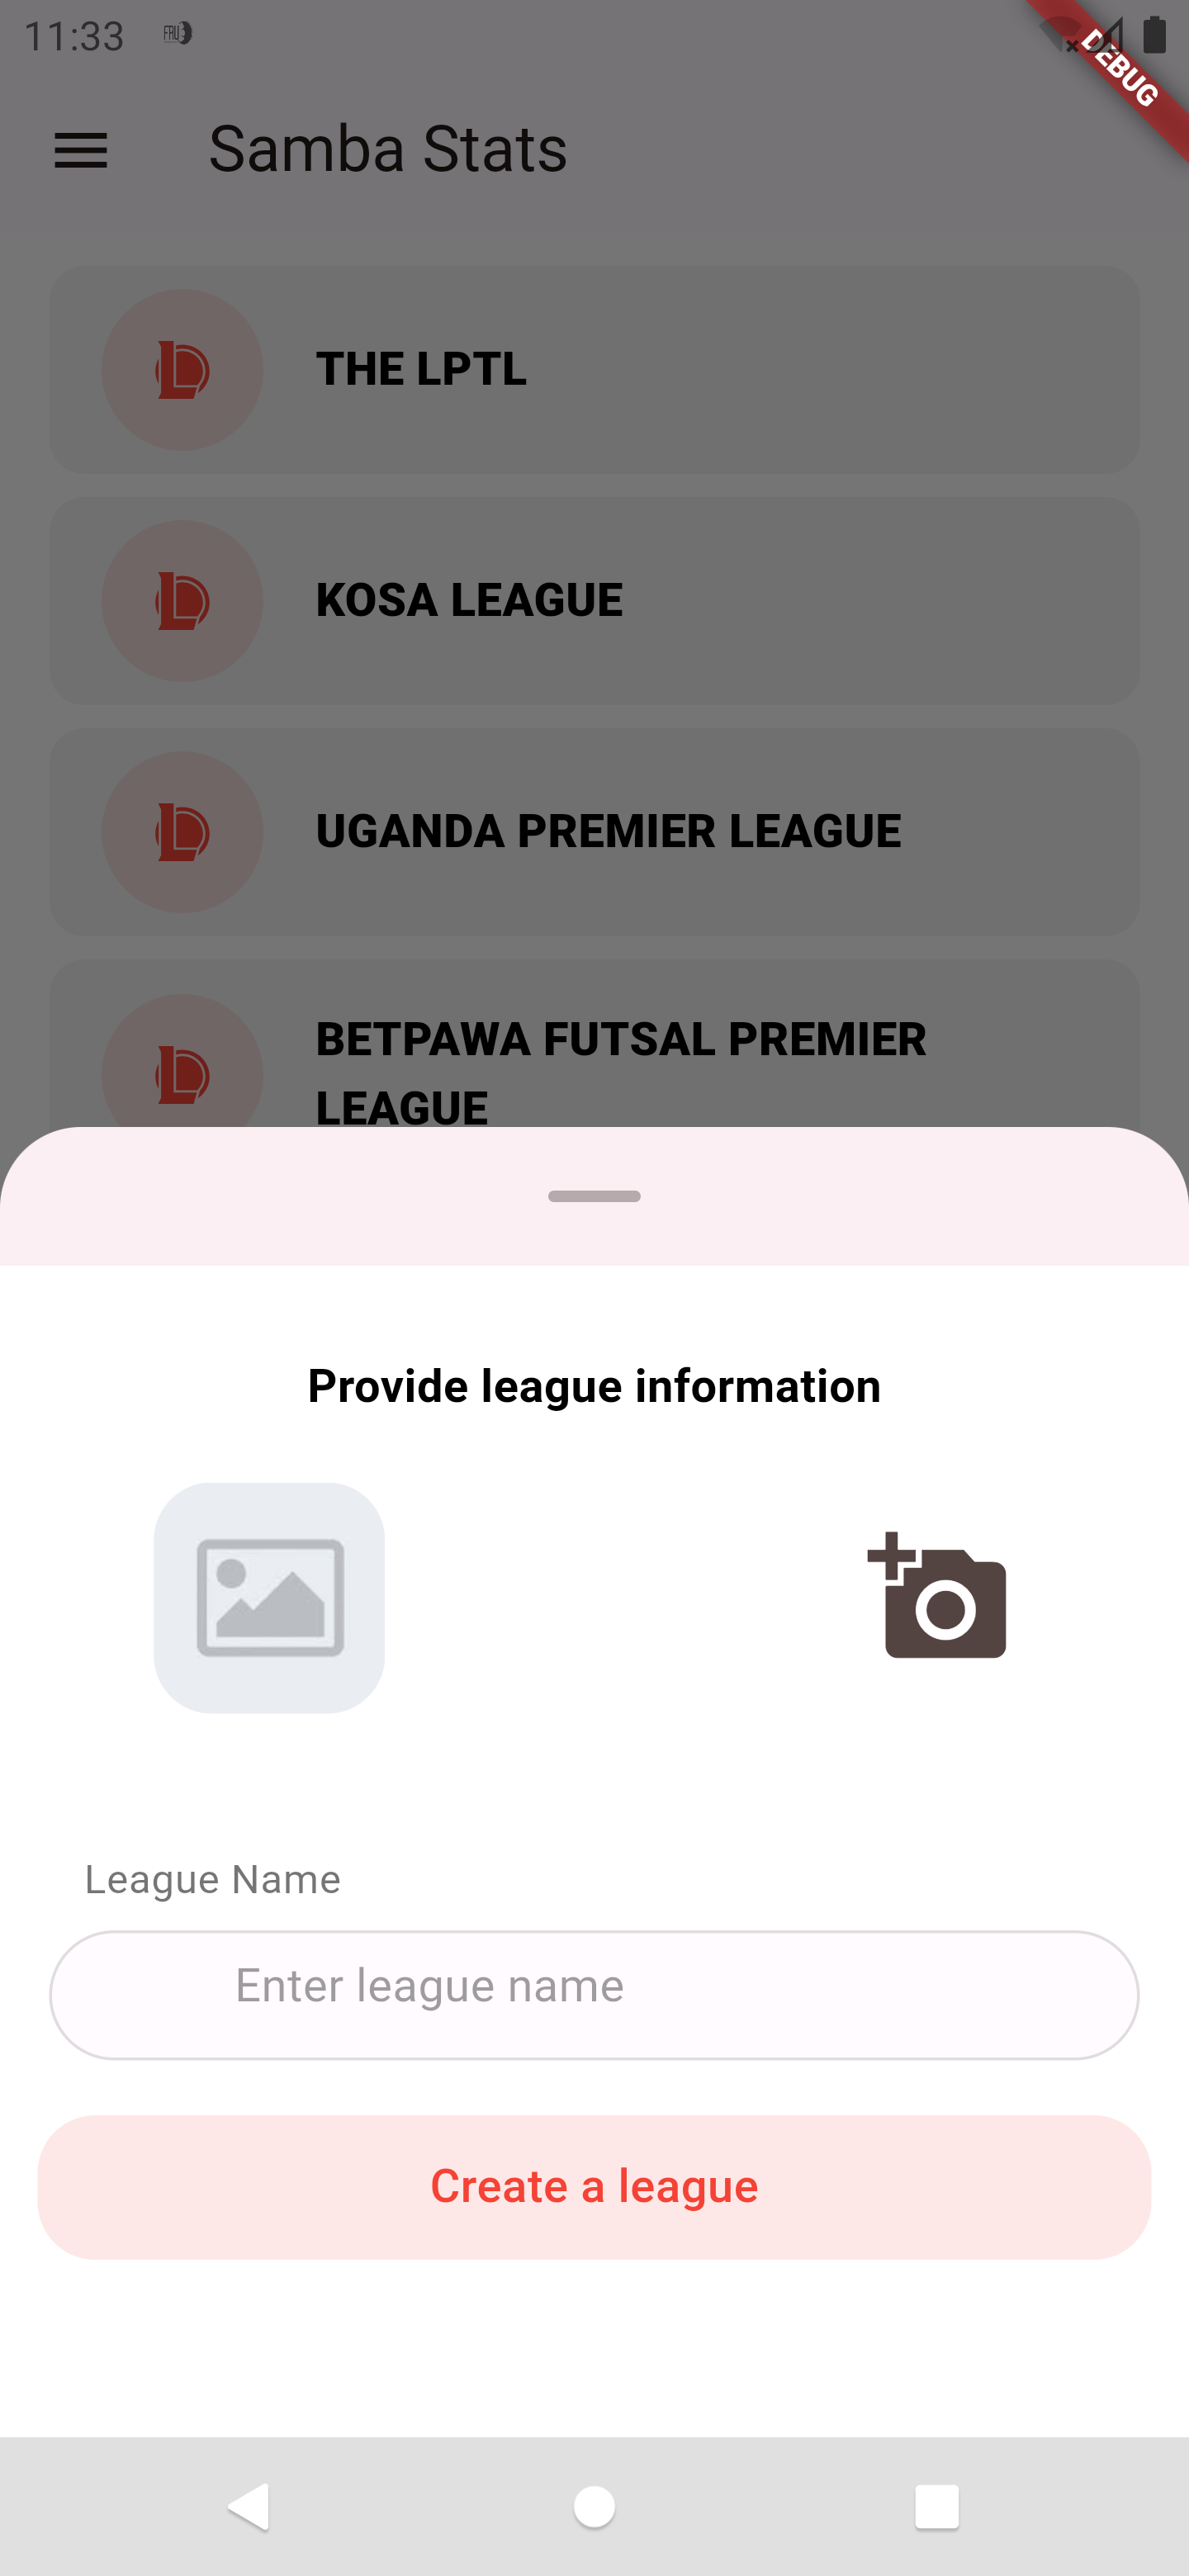 11:33
DEBUG
Samba Stats
THE LPTL
KOSA LEAGUE
UGANDA PREMIER LEAGUE
BETPAWA FUTSAL PREMIER
LEAGUE
Provide league information
League Name
Enter league name
Create a league